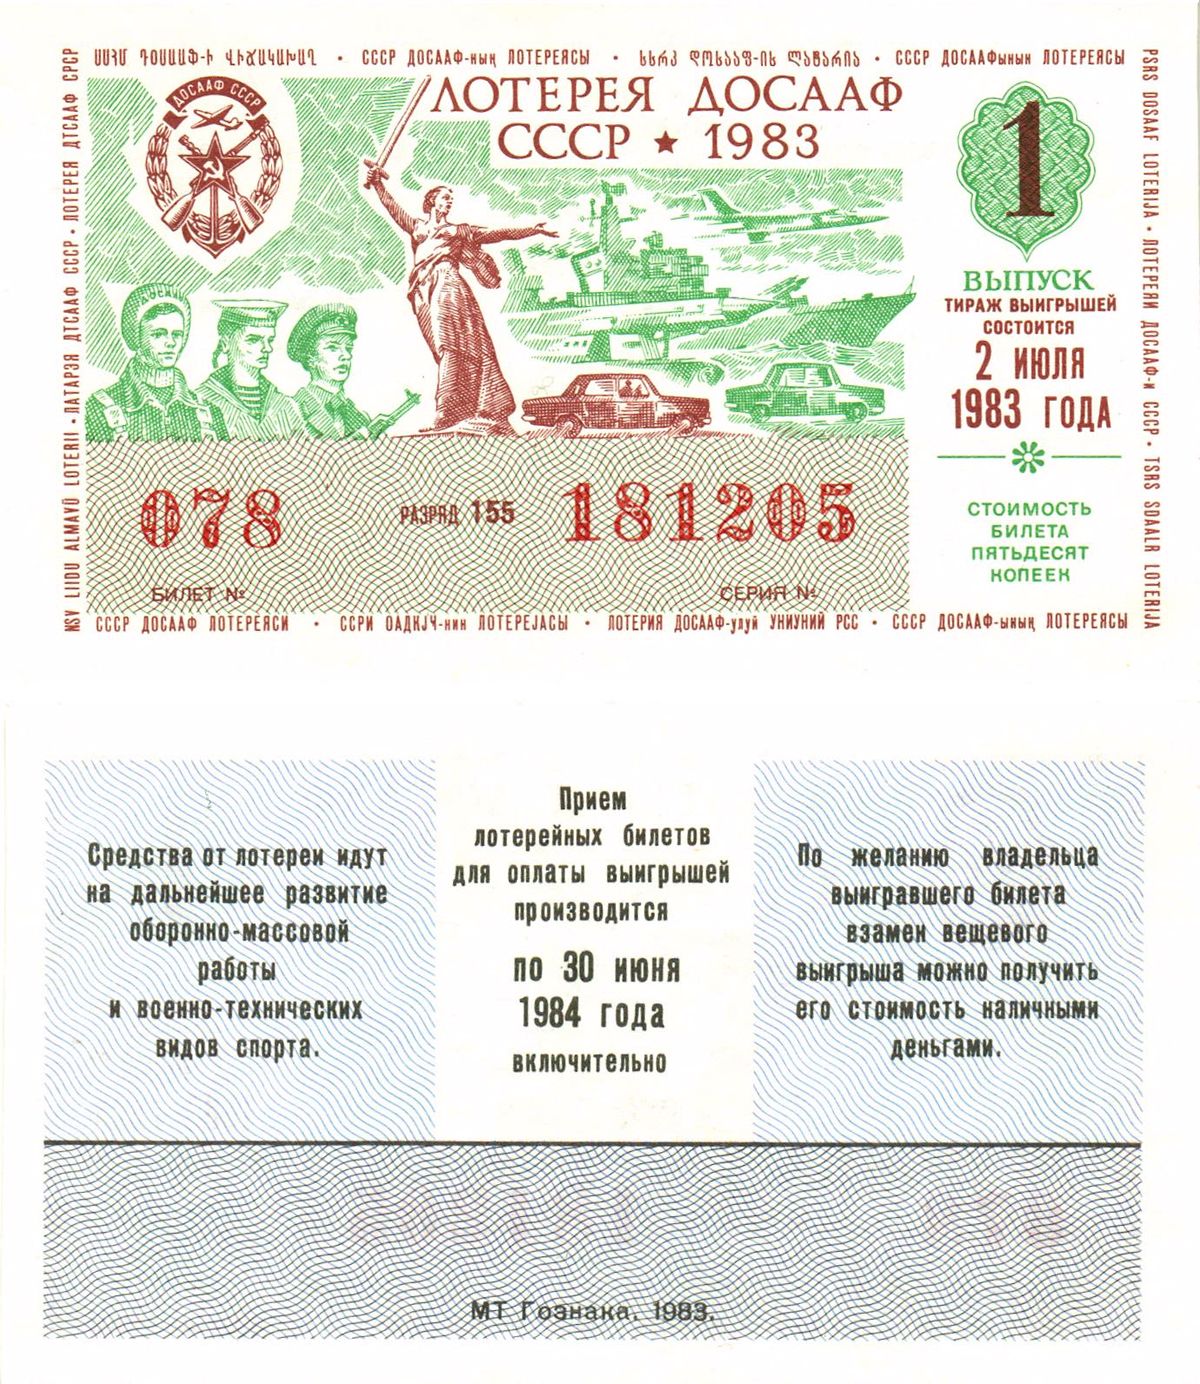 ՍՍՀՄ ԴՕՍԱԱՖ-Ի ՎԻՃԱԿԱԽԱՂ • СССР ДОСААФ-ның ЛОТЕРЕЯСЫ • სსრკ დოსააფ-ის ლატარია • СССР ДОСААФынын ЛОТЕРЕЯСЫ
ДОСААФ СССР
ЛОТЕРЕЯ ДОСААФ
СССР ★ 1983
1
ВЫПУСК
ТИРАЖ ВЫИГРЫШЕЙ
СОСТОИТСЯ
2 ИЮЛЯ
1983 ГОДА
ДОСААФ
078 РАЗРЯД 155 181205
БИЛЕТ № СЕРИЯ №
СТОИМОСТЬ
БИЛЕТА
ПЯТЬДЕСЯТ
КОПЕЕК
NSV LIIDU ALMAVÜ LOTERII • ЛАТАРЭЯ ДТСААФ СССР • ЛОТЕРЕЯ ДТСААФ СРСР
PSRS DOSAAF LOTERIJA • ЛОТЕРЕЯИ ДОСААФ-и СССР • TSRS SDAALR LOTERIJA
СССР ДОСААФ ЛОТЕРЕЯСИ • ССРИ ОАДКЈЧ-нин ЛОТЕРЕЈАСЫ • ЛОТЕРИЯ ДОСААФ-улуй УНИУНИЙ РСС • СССР ДОСААФ-ының ЛОТЕРЕЯСЫ
Средства от лотереи идут
на дальнейшее развитие
оборонно-массовой
работы
и военно-технических
видов спорта.
Прием
лотерейных билетов
для оплаты выигрышей
производится
по 30 июня
1984 года
включительно
По желанию владельца
выигравшего билета
взамен вещевого
выигрыша можно получить
его стоимость наличными
деньгами.
МТ Гознака. 1983.